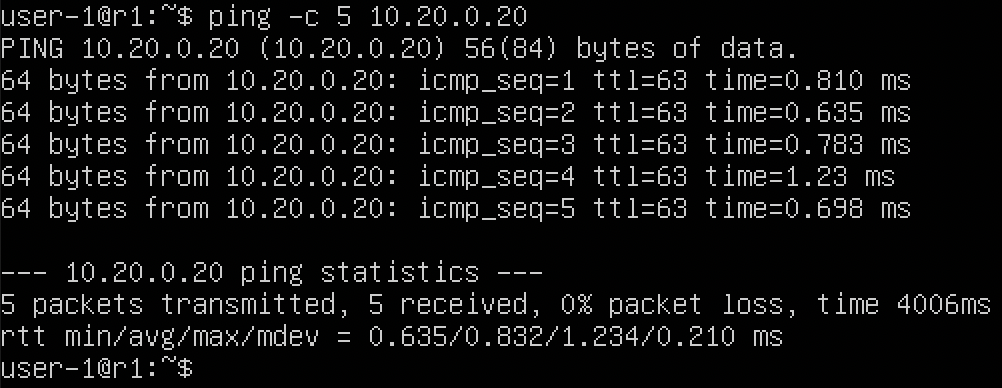 user-1@r1:~$ ping -c 5 10.20.0.20
PING 10.20.0.20 (10.20.0.20) 56(84) bytes of data.
64 bytes from 10.20.0.20: icmp_seq=1 ttl=63 time=0.810 ms
64 bytes from 10.20.0.20: icmp_seq=2 ttl=63 time=0.635 ms
64 bytes from 10.20.0.20: icmp_seq=3 ttl=63 time=0.783 ms
64 bytes from 10.20.0.20: icmp_seq=4 ttl=63 time=1.23 ms
64 bytes from 10.20.0.20: icmp_seq=5 ttl=63 time=0.698 ms
--- 10.20.0.20 ping statistics ---
5 packets transmitted, 5 received, 0% packet loss, time 4006ms
rtt min/avg/max/mdev = 0.635/0.832/1.234/0.210 ms
user-1@r1:~$